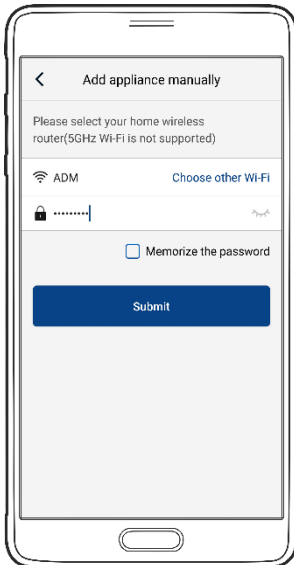 Add appliance manually
Please select your home wireless
router(5GHz Wi-Fi is not supported)
ADM Choose other Wi-Fi
••••••••
Memorize the password
Submit